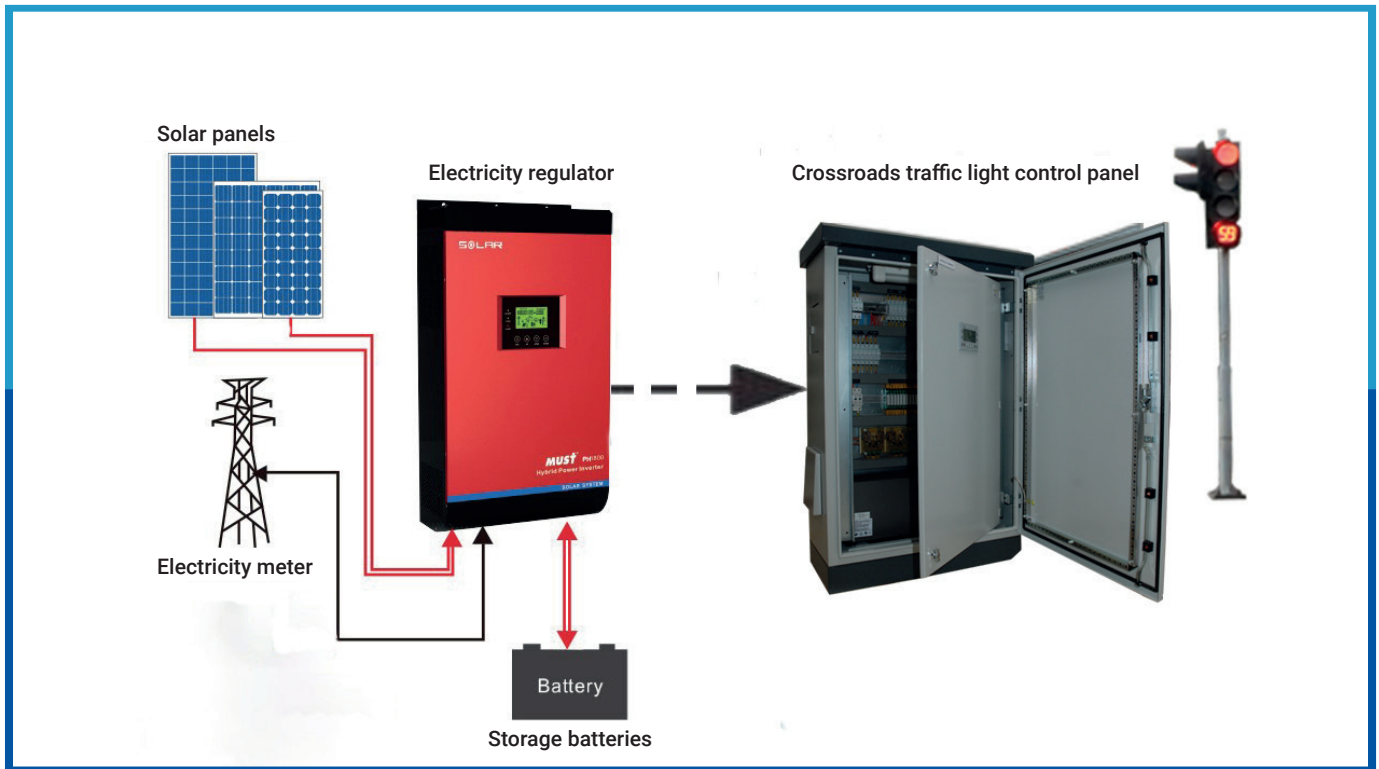 Solar panels
Electricity regulator
Crossroads traffic light control panel
SOLAR
59
MUST PH1800
Hybrid Power Inverter
SOLAR SYSTEM
Electricity meter
Battery
Storage batteries